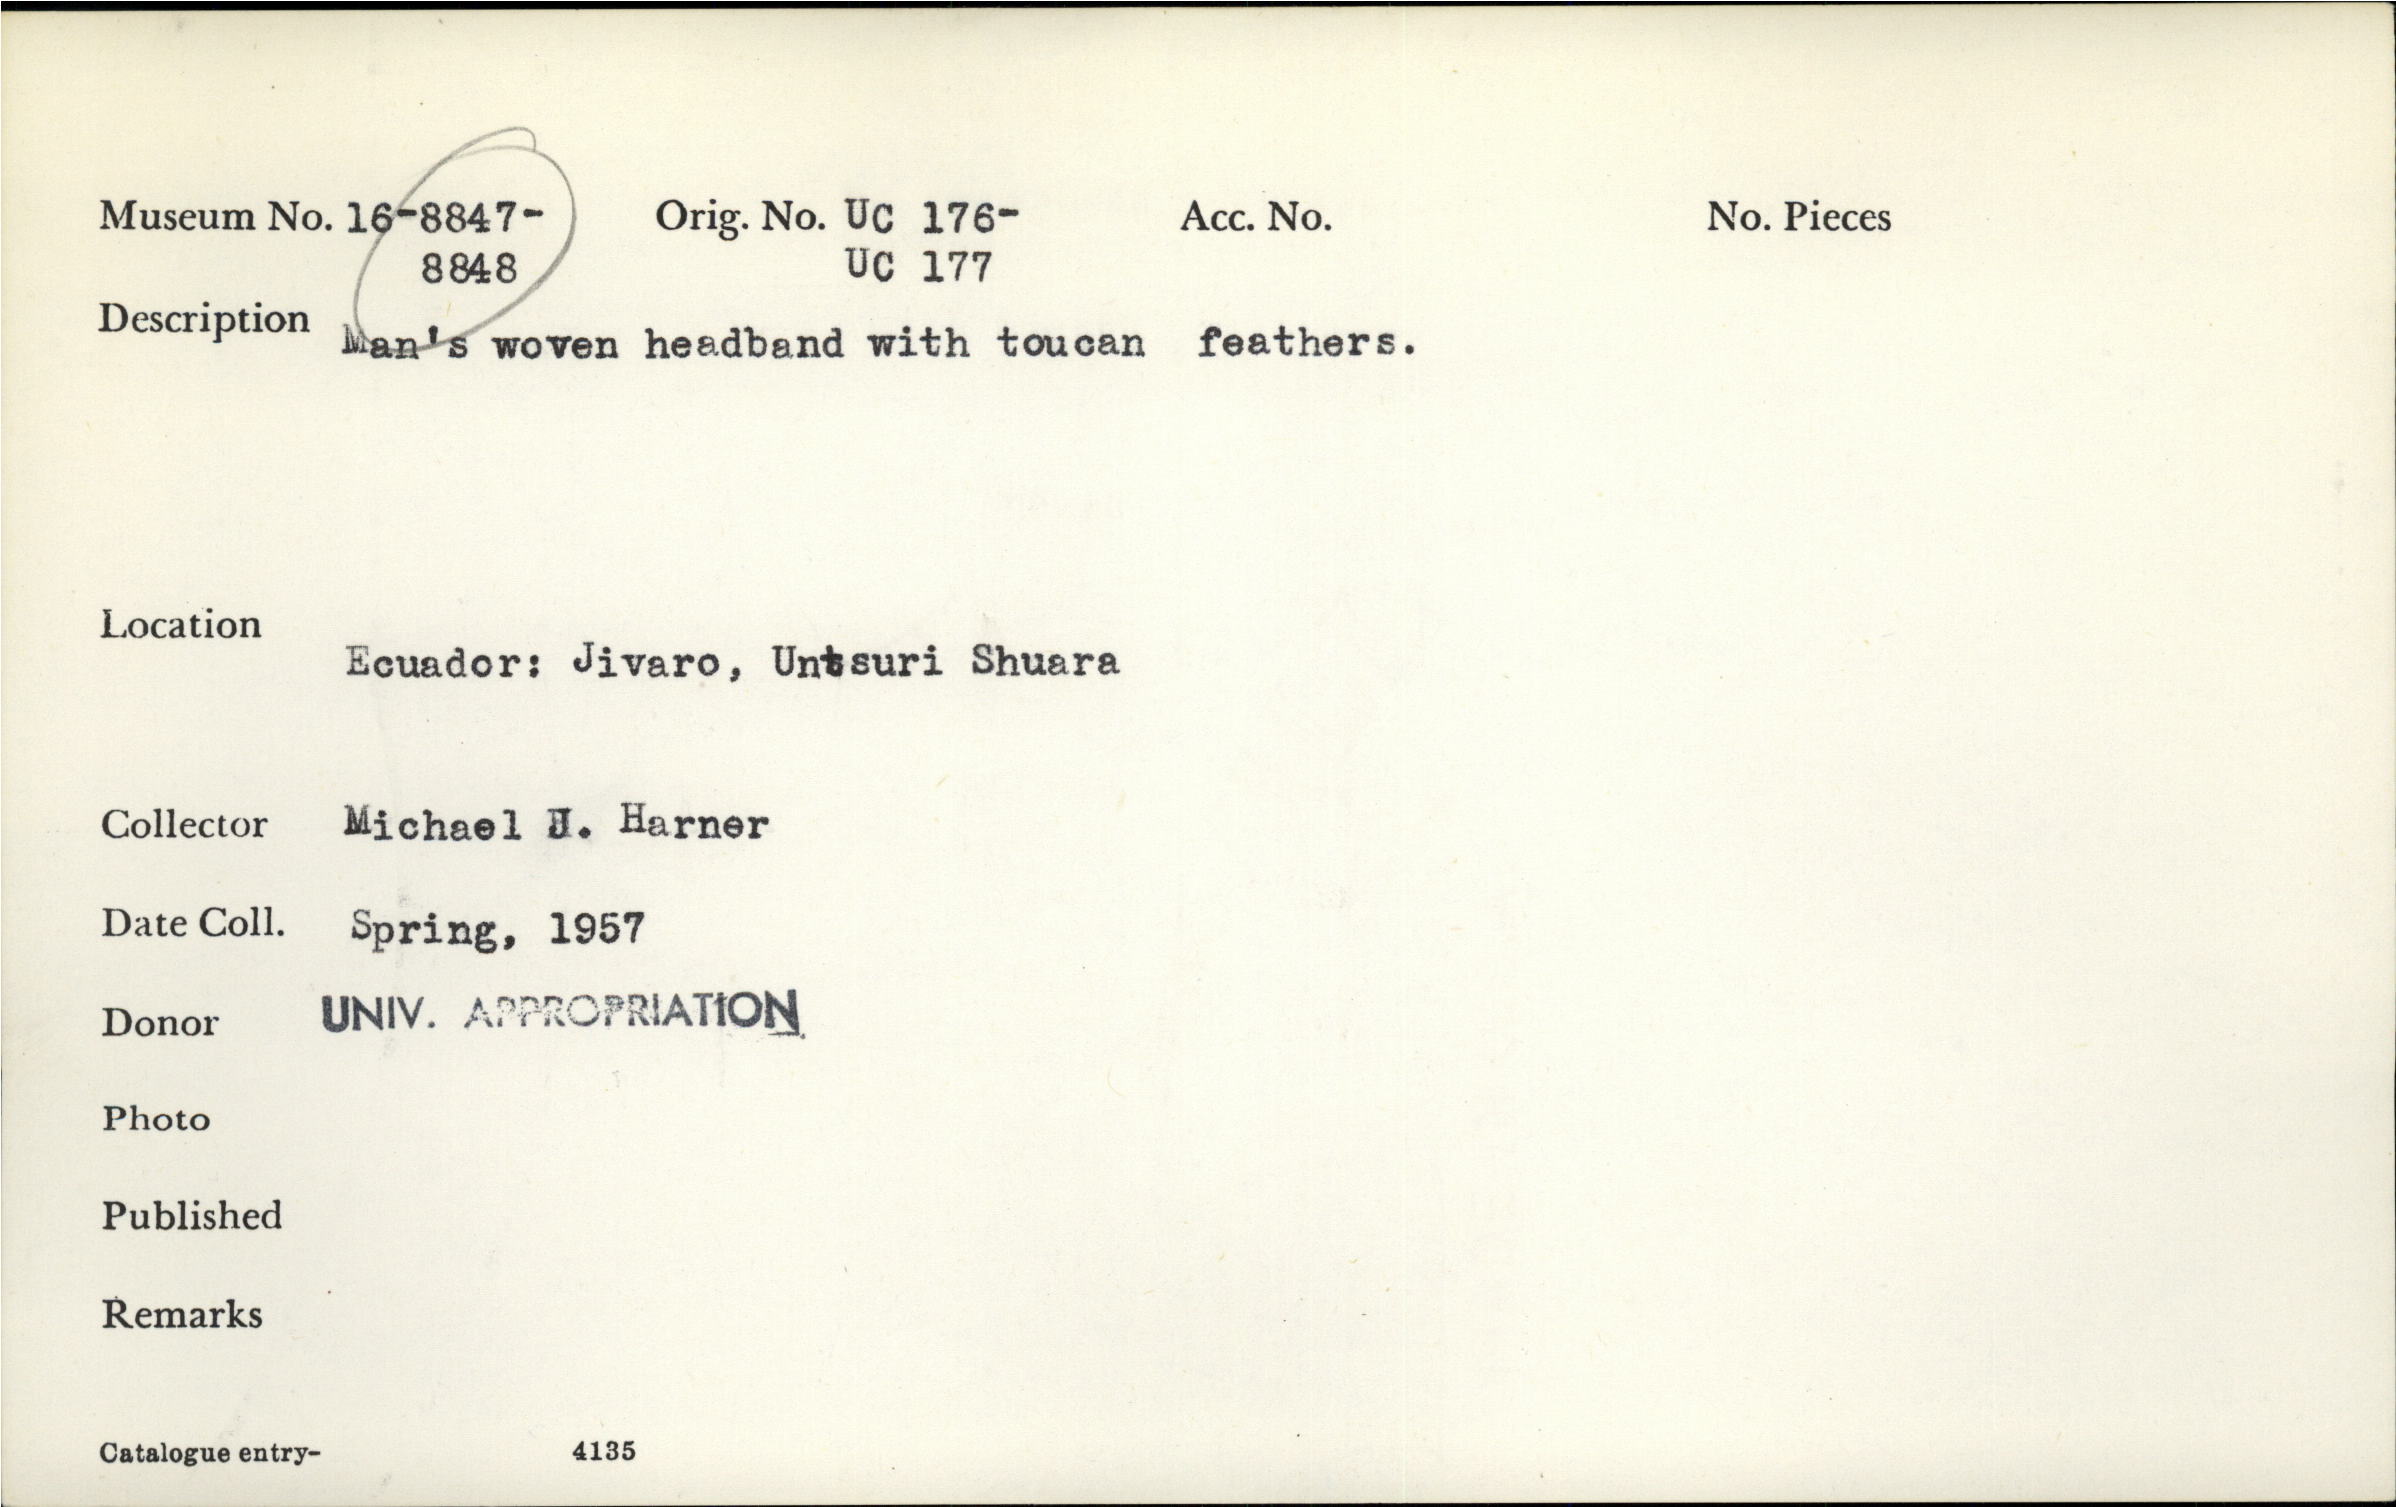 Museum No. 16-8847- Orig. No. UC 176- Acc. No. No. Pieces
8848 UC 177
Description Man's woven headband with toucan feathers.
Location
Ecuador: Jivaro, Untsuri Shuara
Collector Michael J. Harner
Date Coll. Spring, 1957
Donor UNIV. APPROPRIATION
Photo
Published
Remarks
Catalogue entry- 4135